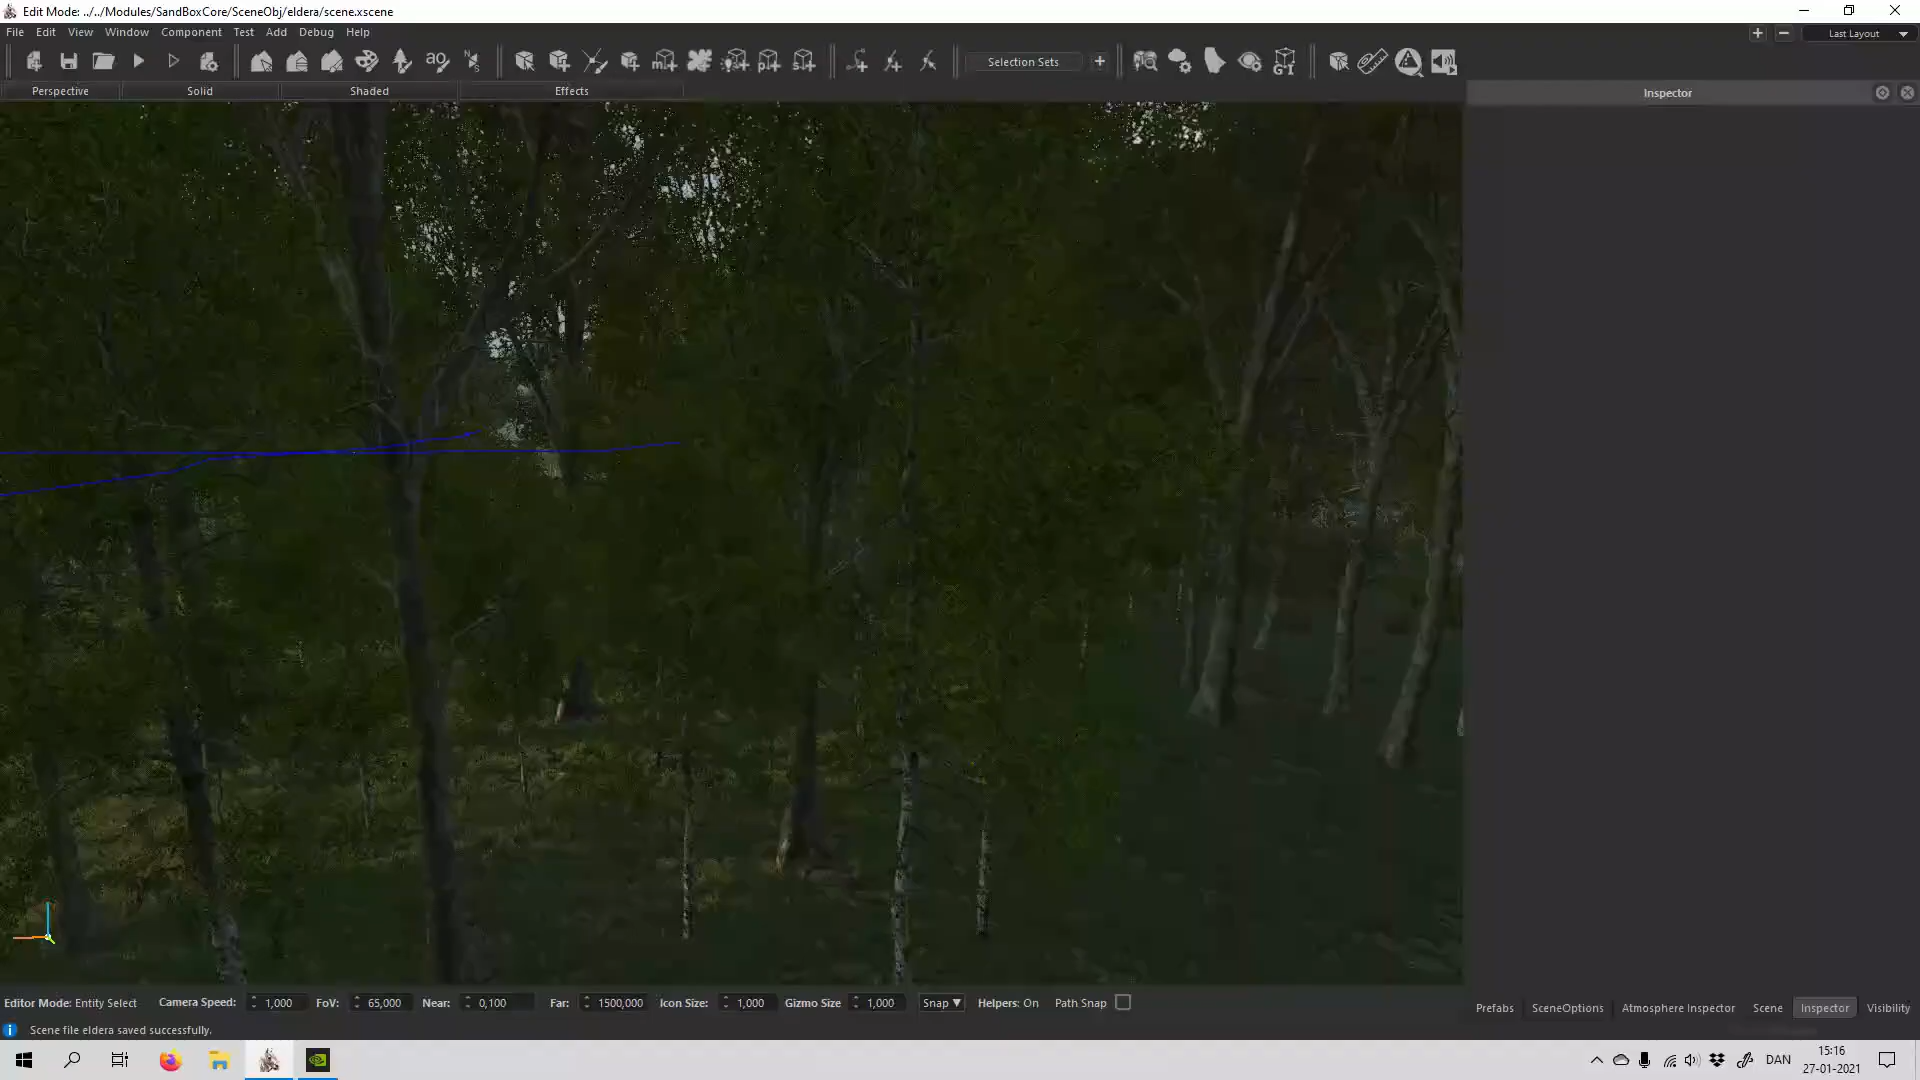 Edit Mode: ../../Modules/SandBoxCore/SceneObj/eldera/scene.xscene
File Edit View Window Component Test Add Debug Help
Last Layout
Selection Sets
Perspective Solid Shaded Effects
Inspector
Editor Mode: Entity Select Camera Speed: 1,000 FoV: 65,000 Near: 0,100 Far: 1500,000 Icon Size: 1,000 Gizmo Size 1,000 Snap Helpers: On Path Snap
Prefabs SceneOptions Atmosphere Inspector Scene Inspector Visibility
Scene file eldera saved successfully.
DAN
15:16
27-01-2021